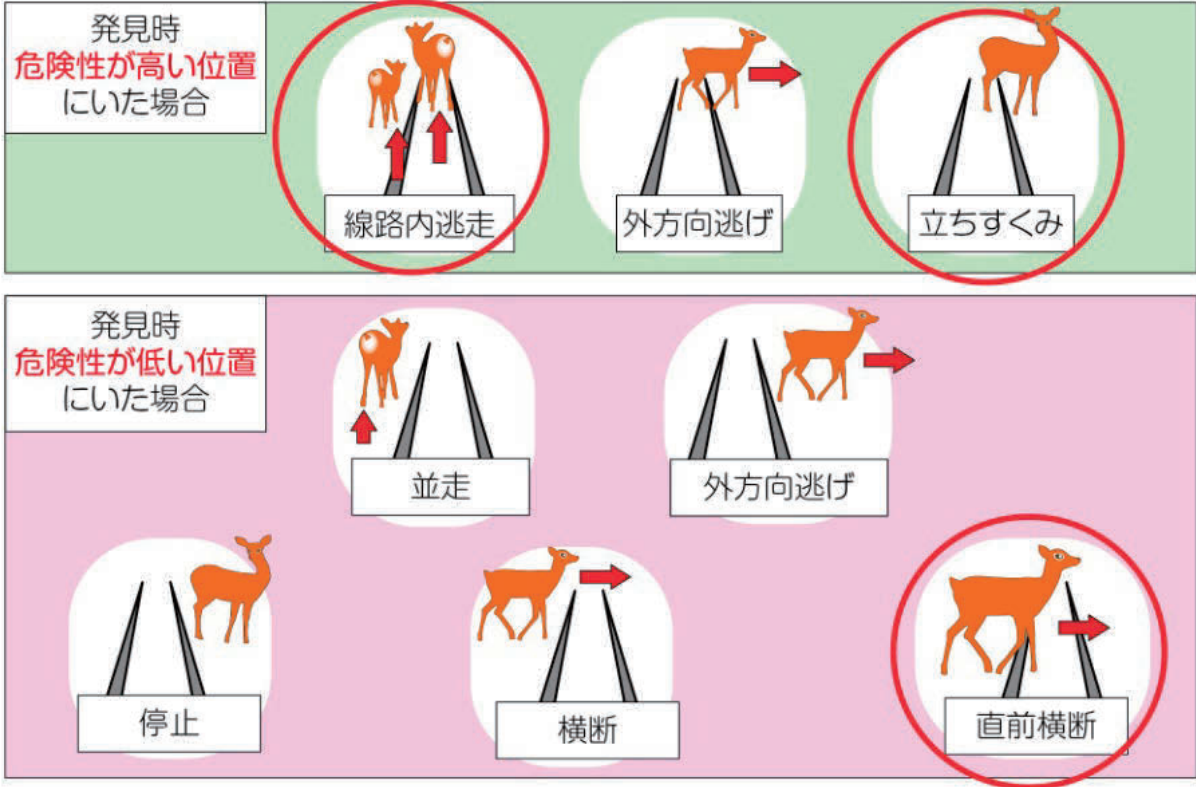 発見時
危険性が高い位置
にいた場合
線路内逃走
外方向逃げ
立ちすくみ
発見時
危険性が低い位置
にいた場合
並走
外方向逃げ
停止
横断
直前横断